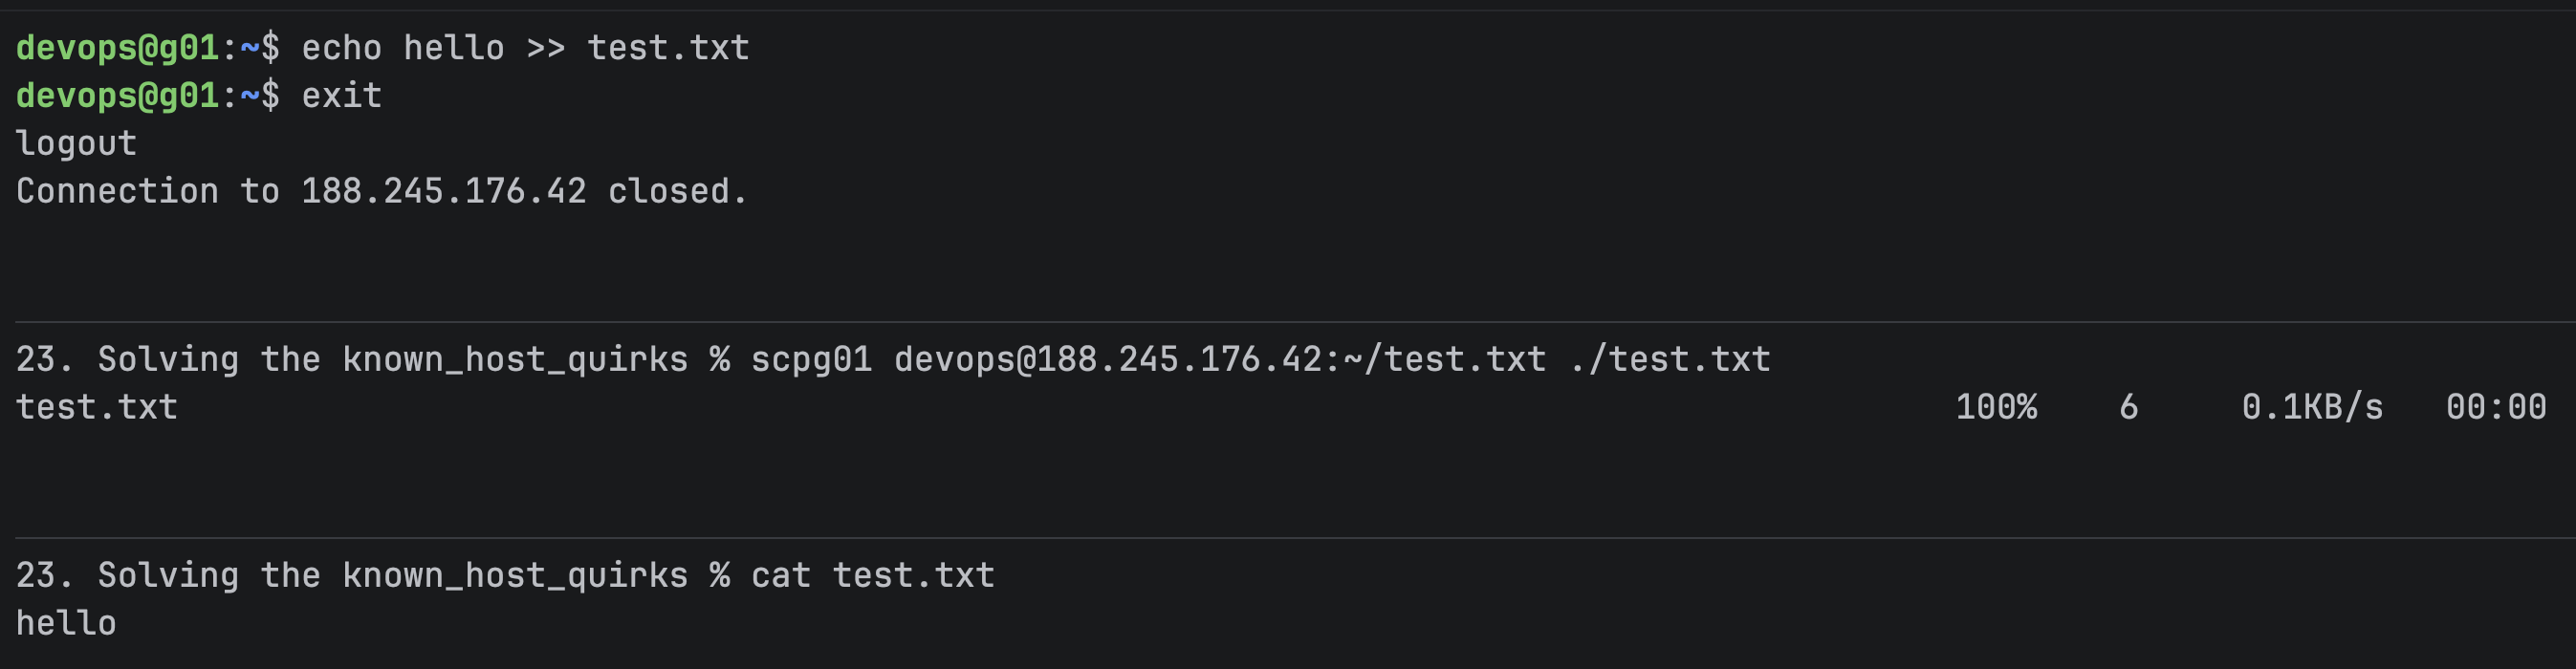 devops@g01:~$ echo hello >> test.txt
devops@g01:~$ exit
logout
Connection to 188.245.176.42 closed.
23. Solving the known_host_quirks % scpg01 devops@188.245.176.42:~/test.txt ./test.txt
test.txt 100% 6 0.1KB/s 00:00
23. Solving the known_host_quirks % cat test.txt
hello